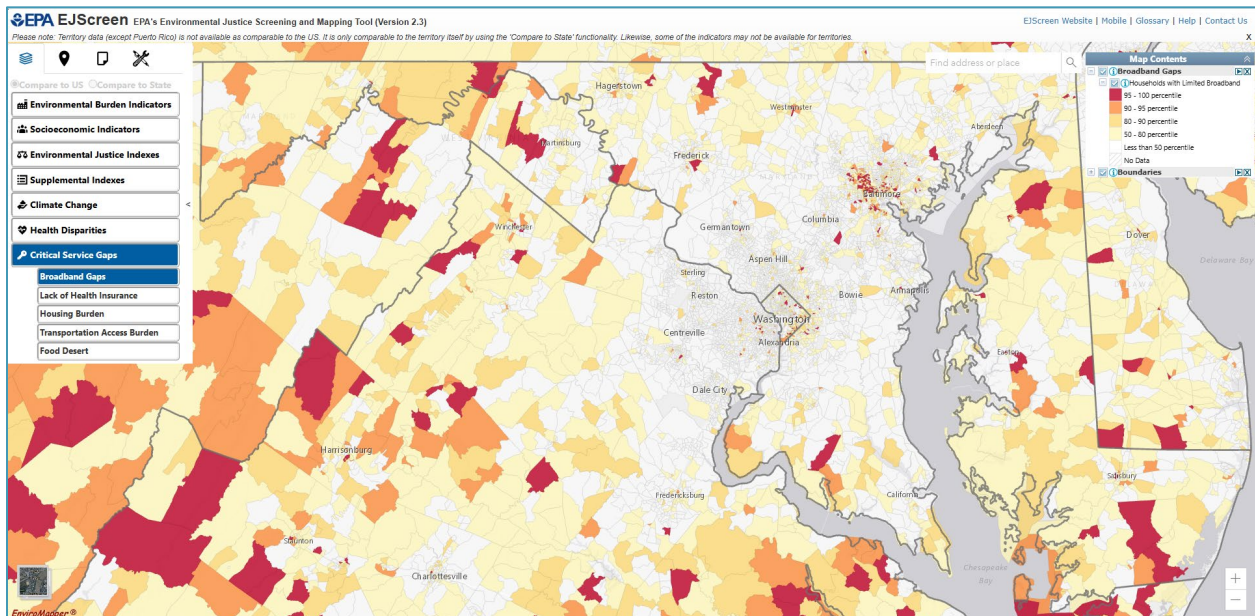 EPA EJScreen EPA's Environmental Justice Screening and Mapping Tool (Version 2.3)
EJScreen Website | Mobile | Glossary | Help | Contact Us
Please note: Territory data (except Puerto Rico) is not available as comparable to the US. It is only comparable to the territory itself by using the 'Compare to State' functionality. Likewise, some of the indicators may not be available for territories.
X
Compare to US Compare to State
Environmental Burden Indicators
Socioeconomic Indicators
Environmental Justice Indexes
Supplemental Indexes
Climate Change
<
Health Disparities
Critical Service Gaps
Broadband Gaps
Lack of Health Insurance
Housing Burden
Transportation Access Burden
Food Desert
Find address or place
Map Contents
Broadband Gaps
Households with Limited Broadband
95 - 100 percentile
90 - 95 percentile
80 - 90 percentile
50 - 80 percentile
Less than 50 percentile
No Data
Boundaries
Hagerstown
Westminster
Aberdeen
Martinsburg
Frederick
Baltimore
Columbia
Winchester
Germantown
Dover
Aspen Hill
Delaware Bay
Sterling
Reston
Bowie
Annapolis
Washington
Centreville
Alexandria
Easton
Dale City
Harrisonburg
Salisbury
Fredericksburg
California
Staunton
Chesapeake
Bay
Charlottesville
EnviroMapper ®
+
−